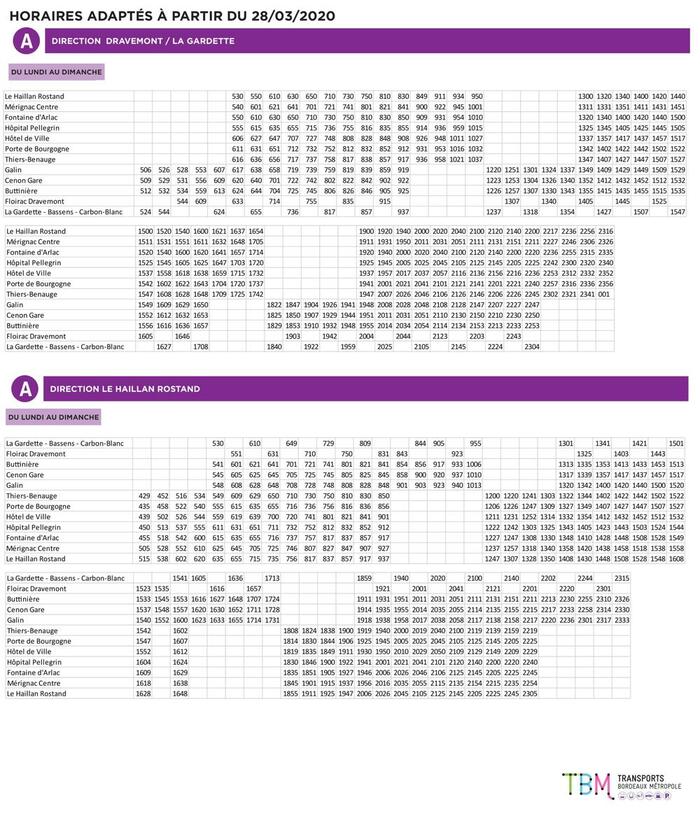 HORAIRES ADAPTÉS À PARTIR DU 28/03/2020
A DIRECTION DRAVEMONT / LA GARDETTE
DU LUNDI AU DIMANCHE
Le Haillan Rostand 530 550 610 630 650 710 730 750 810 830 849 911 934 950 1300 1320 1340 1400 1420 1440
Mérignac Centre 540 601 621 641 701 721 741 801 821 841 900 922 945 1001 1311 1331 1351 1411 1431 1451
Fontaine d'Arlac 550 610 630 650 710 730 750 810 830 850 909 931 954 1010 1320 1340 1400 1420 1440 1500
Hôpital Pellegrin 555 615 635 655 715 736 755 816 835 855 914 936 959 1015 1325 1345 1405 1425 1445 1505
Hôtel de Ville 606 627 647 707 727 748 808 828 848 908 926 948 1011 1027 1337 1357 1417 1437 1457 1517
Porte de Bourgogne 611 631 651 712 732 752 812 832 852 912 931 953 1016 1032 1342 1402 1422 1442 1502 1522
Thiers-Benauge 616 636 656 717 737 758 817 838 857 917 936 958 1021 1037 1347 1407 1427 1447 1507 1527
Galin 506 526 528 553 607 617 638 658 719 739 759 819 839 859 919 1220 1251 1301 1324 1337 1349 1409 1429 1449 1509 1529
Cenon Gare 509 529 531 556 609 620 640 701 722 742 802 822 842 902 922 1223 1253 1304 1326 1340 1352 1412 1432 1452 1512 1532
Buttinière 512 532 534 559 613 624 644 704 725 745 806 826 846 905 925 1226 1257 1307 1330 1343 1355 1415 1435 1455 1515 1535
Floirac Dravemont 544 609 633 714 755 835 915 1307 1340 1405 1445 1525
La Gardette - Bassens - Carbon-Blanc 524 544 624 655 736 817 857 937 1237 1318 1354 1427 1507 1547
Le Haillan Rostand 1500 1520 1540 1600 1621 1637 1654 1900 1920 1940 2000 2020 2040 2100 2120 2140 2200 2217 2236 2256 2316
Mérignac Centre 1511 1531 1551 1611 1632 1648 1705 1911 1931 1950 2011 2031 2051 2111 2131 2151 2211 2227 2246 2306 2326
Fontaine d'Arlac 1520 1540 1600 1620 1641 1657 1714 1920 1940 2000 2020 2040 2100 2120 2140 2200 2220 2236 2255 2315 2335
Hôpital Pellegrin 1525 1545 1605 1625 1647 1703 1720 1925 1945 2005 2025 2045 2105 2125 2145 2205 2225 2242 2300 2320 2340
Hôtel de Ville 1537 1558 1618 1638 1659 1715 1732 1937 1957 2017 2037 2057 2116 2136 2156 2216 2236 2253 2312 2331 2351
Porte de Bourgogne 1542 1602 1622 1643 1704 1720 1737 1941 2001 2021 2041 2101 2121 2141 2201 2221 2241 2257 2316 2336 2356
Thiers-Benauge 1547 1608 1628 1648 1709 1725 1742 1947 2007 2026 2046 2106 2126 2146 2206 2226 2245 2302 2321 2341 001
Galin 1549 1609 1629 1650 1822 1847 1904 1926 1941 1948 2008 2028 2048 2108 2127 2147 2207 2227 2247
Cenon Gare 1552 1612 1632 1653 1825 1850 1907 1929 1944 1951 2011 2031 2051 2110 2130 2150 2210 2230 2250
Buttinière 1556 1616 1636 1657 1829 1853 1910 1932 1948 1955 2014 2034 2054 2114 2134 2153 2213 2233 2253
Floirac Dravemont 1605 1646 1903 1942 2004 2044 2123 2203 2243
La Gardette - Bassens - Carbon-Blanc 1627 1708 1840 1922 1959 2025 2105 2145 2224 2304
A DIRECTION LE HAILLAN ROSTAND
DU LUNDI AU DIMANCHE
La Gardette - Bassens - Carbon-Blanc 530 610 649 729 809 844 905 955 1301 1341 1421 1501
Floirac Dravemont 551 631 710 750 831 843 923 1325 1403 1443
Buttinière 541 601 621 641 701 721 741 801 821 841 854 856 917 933 1006 1313 1335 1353 1413 1433 1453 1513
Cenon Gare 545 605 625 645 705 725 745 804 825 845 858 900 920 937 1010 1317 1339 1357 1417 1437 1457 1517
Galin 548 608 628 648 708 728 748 808 828 848 901 903 923 940 1013 1320 1342 1400 1420 1440 1500 1520
Thiers-Benauge 429 452 516 534 549 609 629 650 710 730 750 810 830 850 1200 1220 1241 1303 1322 1344 1402 1422 1442 1502 1522
Porte de Bourgogne 435 458 522 540 555 615 635 655 716 736 756 816 836 856 1206 1226 1247 1309 1327 1349 1407 1427 1447 1507 1527
Hôtel de Ville 439 502 526 544 559 619 639 700 720 741 801 821 841 901 1211 1231 1252 1314 1332 1354 1412 1432 1452 1512 1532
Hôpital Pellegrin 450 513 537 555 611 631 651 711 732 752 812 832 852 912 1222 1242 1303 1325 1343 1405 1423 1443 1503 1524 1544
Fontaine d'Arlac 455 518 542 600 615 635 655 716 737 757 817 837 857 917 1227 1247 1308 1330 1348 1410 1428 1448 1508 1528 1549
Mérignac Centre 505 528 552 610 625 645 705 725 746 807 827 847 907 927 1237 1257 1318 1340 1358 1420 1438 1458 1518 1538 1558
Le Haillan Rostand 515 538 602 620 635 655 715 735 756 817 837 857 917 937 1247 1307 1328 1350 1408 1430 1448 1508 1528 1548 1608
La Gardette - Bassens - Carbon-Blanc 1541 1605 1636 1713 1859 1940 2020 2100 2140 2202 2244 2315
Floirac Dravemont 1523 1535 1616 1657 1921 2001 2041 2121 2201 2220 2301
Buttinière 1533 1545 1553 1616 1627 1648 1707 1724 1911 1931 1951 2011 2031 2051 2111 2131 2151 2211 2213 2230 2255 2310 2326
Cenon Gare 1537 1548 1557 1620 1630 1652 1711 1728 1914 1935 1955 2014 2035 2054 2115 2134 2155 2215 2217 2233 2258 2314 2330
Galin 1540 1552 1600 1623 1633 1655 1714 1731 1918 1938 1958 2018 2038 2058 2118 2138 2158 2217 2220 2236 2301 2317 2333
Thiers-Benauge 1542 1602 1808 1824 1838 1900 1919 1940 2000 2019 2040 2100 2119 2139 2159 2219
Porte de Bourgogne 1547 1607 1814 1830 1844 1906 1925 1945 2005 2025 2045 2105 2125 2145 2205 2225
Hôtel de Ville 1552 1612 1819 1835 1849 1911 1930 1950 2010 2029 2050 2110 2129 2149 2209 2229
Hôpital Pellegrin 1604 1624 1830 1846 1900 1922 1941 2001 2021 2041 2101 2120 2140 2200 2220 2240
Fontaine d'Arlac 1609 1629 1835 1851 1905 1927 1946 2006 2026 2046 2106 2125 2145 2205 2225 2245
Mérignac Centre 1618 1638 1845 1901 1915 1937 1956 2016 2035 2055 2115 2135 2154 2215 2235 2254
Le Haillan Rostand 1628 1648 1855 1911 1925 1947 2006 2026 2045 2105 2125 2145 2205 2225 2245 2305
TBM TRANSPORTS
BORDEAUX MÉTROPOLE